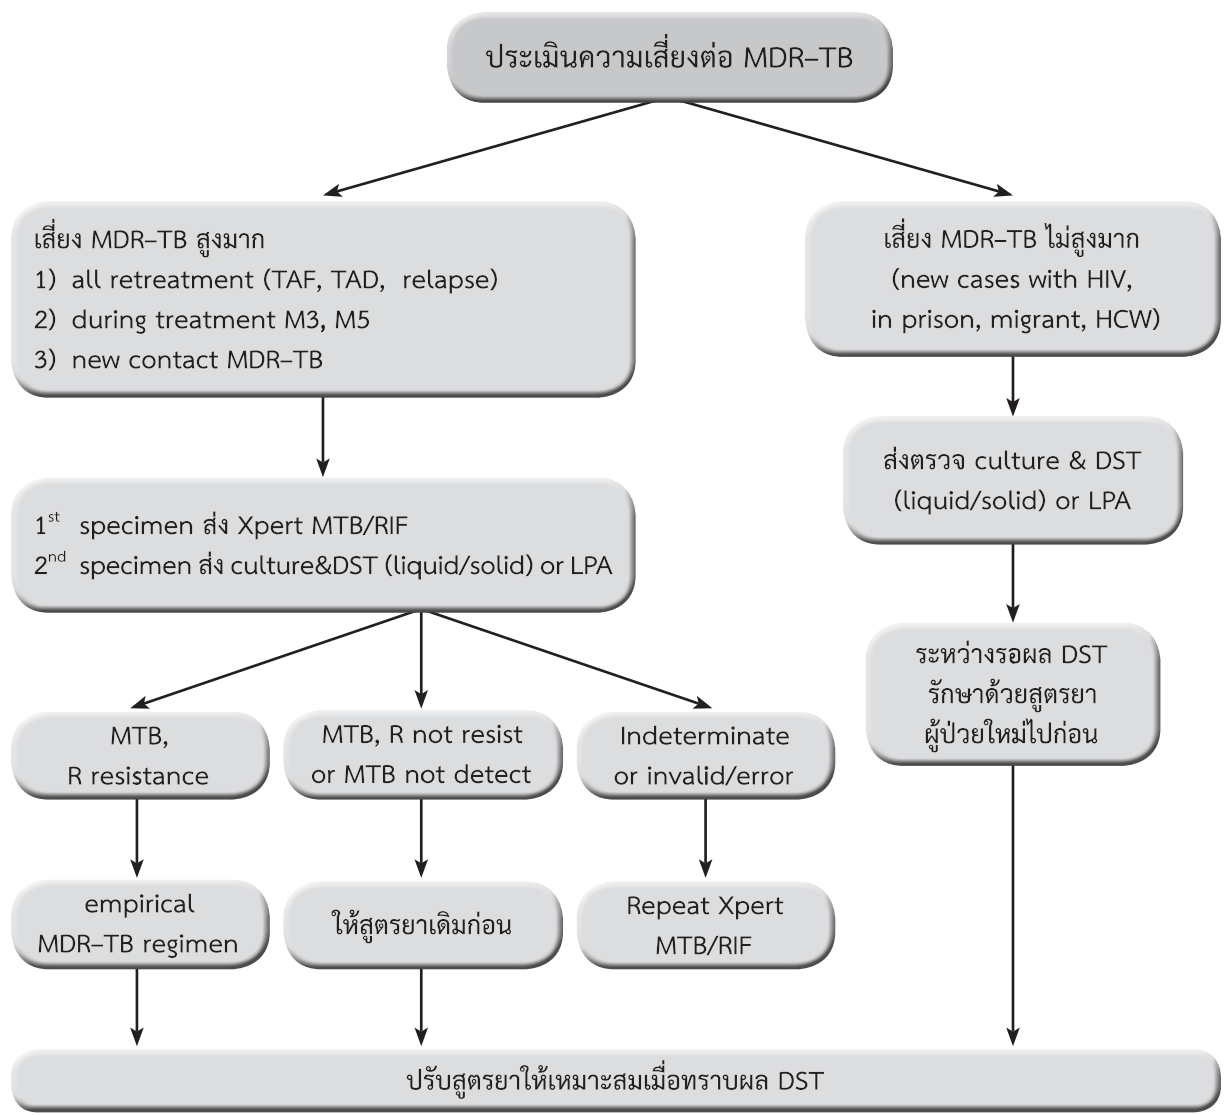 ประเมินความเสี่ยงต่อ MDR–TB
เสี่ยง MDR–TB สูงมาก
1) all retreatment (TAF, TAD, relapse)
2) during treatment M3, M5
3) new contact MDR–TB
เสี่ยง MDR–TB ไม่สูงมาก
(new cases with HIV,
in prison, migrant, HCW)
1st specimen ส่ง Xpert MTB/RIF
2nd specimen ส่ง culture&DST (liquid/solid) or LPA
ส่งตรวจ culture & DST
(liquid/solid) or LPA
MTB,
R resistance
MTB, R not resist
or MTB not detect
Indeterminate
or invalid/error
ระหว่างรอผล DST
รักษาด้วยสูตรยา
ผู้ป่วยใหม่ไปก่อน
empirical
MDR–TB regimen
ให้สูตรยาเดิมก่อน
Repeat Xpert
MTB/RIF
ปรับสูตรยาให้เหมาะสมเมื่อทราบผล DST